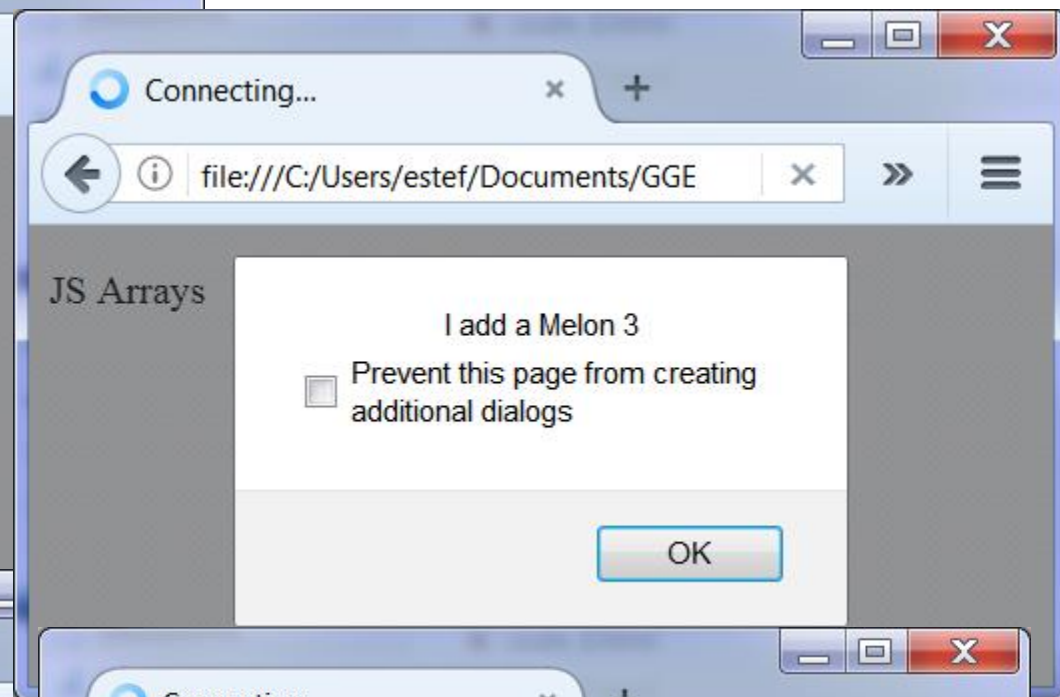 Connecting...
file:///C:/Users/estef/Documents/GGE
JS Arrays
I add a Melon 3
Prevent this page from creating
additional dialogs
OK